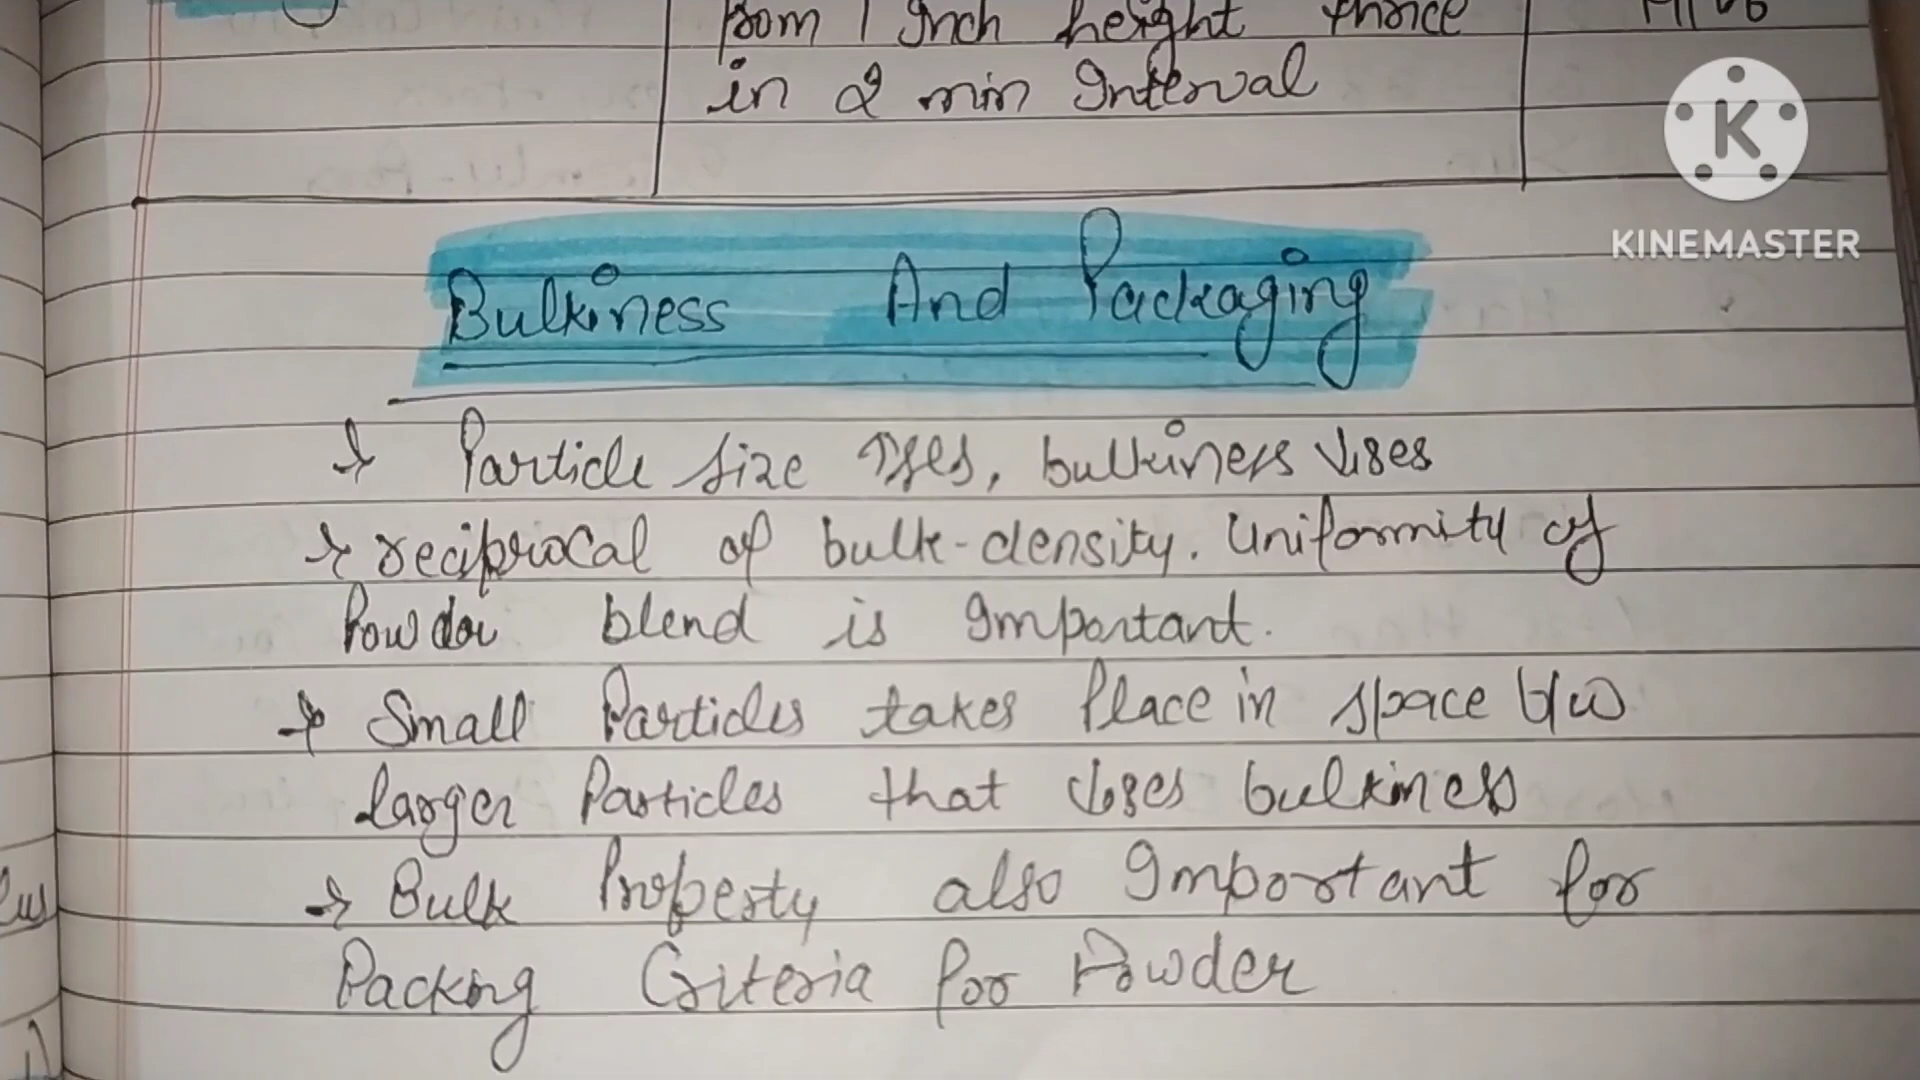 from 1 Inch height thrice
in 2 min Interval
KINEMASTER
Bulkiness And Packaging
→ Particle size ↑ses, bulkiness ↓ses
→ reciprocal of bulk-density. Uniformity of
Powder blend is Important.
→ Small Particles takes Place in space b/w
larger Particles that ↓ses bulkiness
→ Bulk Property also Important for
Packing Criteria for Powder